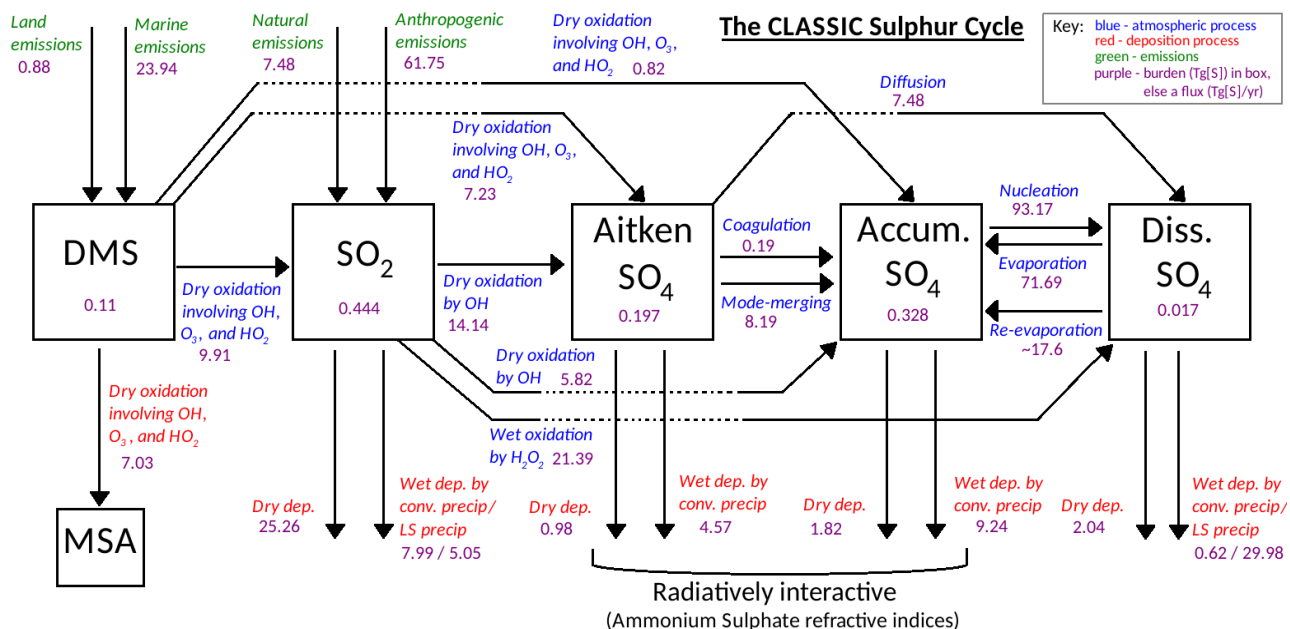 The CLASSIC Sulphur Cycle
Key: blue - atmospheric process
red - deposition process
green - emissions
purple - burden (Tg[S]) in box,
else a flux (Tg[S]/yr)
Land
emissions
0.88
Marine
emissions
23.94
Natural
emissions
7.48
Anthropogenic
emissions
61.75
Dry oxidation
involving OH, O3,
and HO2 0.82
Diffusion
7.48
Dry oxidation
involving OH, O3,
and HO2
7.23
DMS
0.11
Dry oxidation
involving OH,
O3, and HO2
9.91
SO2
0.444
Dry oxidation
by OH
14.14
Aitken
SO4
0.197
Coagulation
0.19
Mode-merging
8.19
Accum.
SO4
0.328
Nucleation
93.17
Evaporation
71.69
Re-evaporation
~17.6
Diss.
SO4
0.017
Dry oxidation
by OH 5.82
Wet oxidation
by H2O2 21.39
Dry oxidation
involving OH,
O3, and HO2
7.03
MSA
Dry dep.
25.26
Wet dep. by
conv. precip/
LS precip
7.99 / 5.05
Dry dep.
0.98
Wet dep. by
conv. precip
4.57
Dry dep.
1.82
Wet dep. by
conv. precip
9.24
Dry dep.
2.04
Wet dep. by
conv. precip/
LS precip
0.62 / 29.98
Radiatively interactive
(Ammonium Sulphate refractive indices)